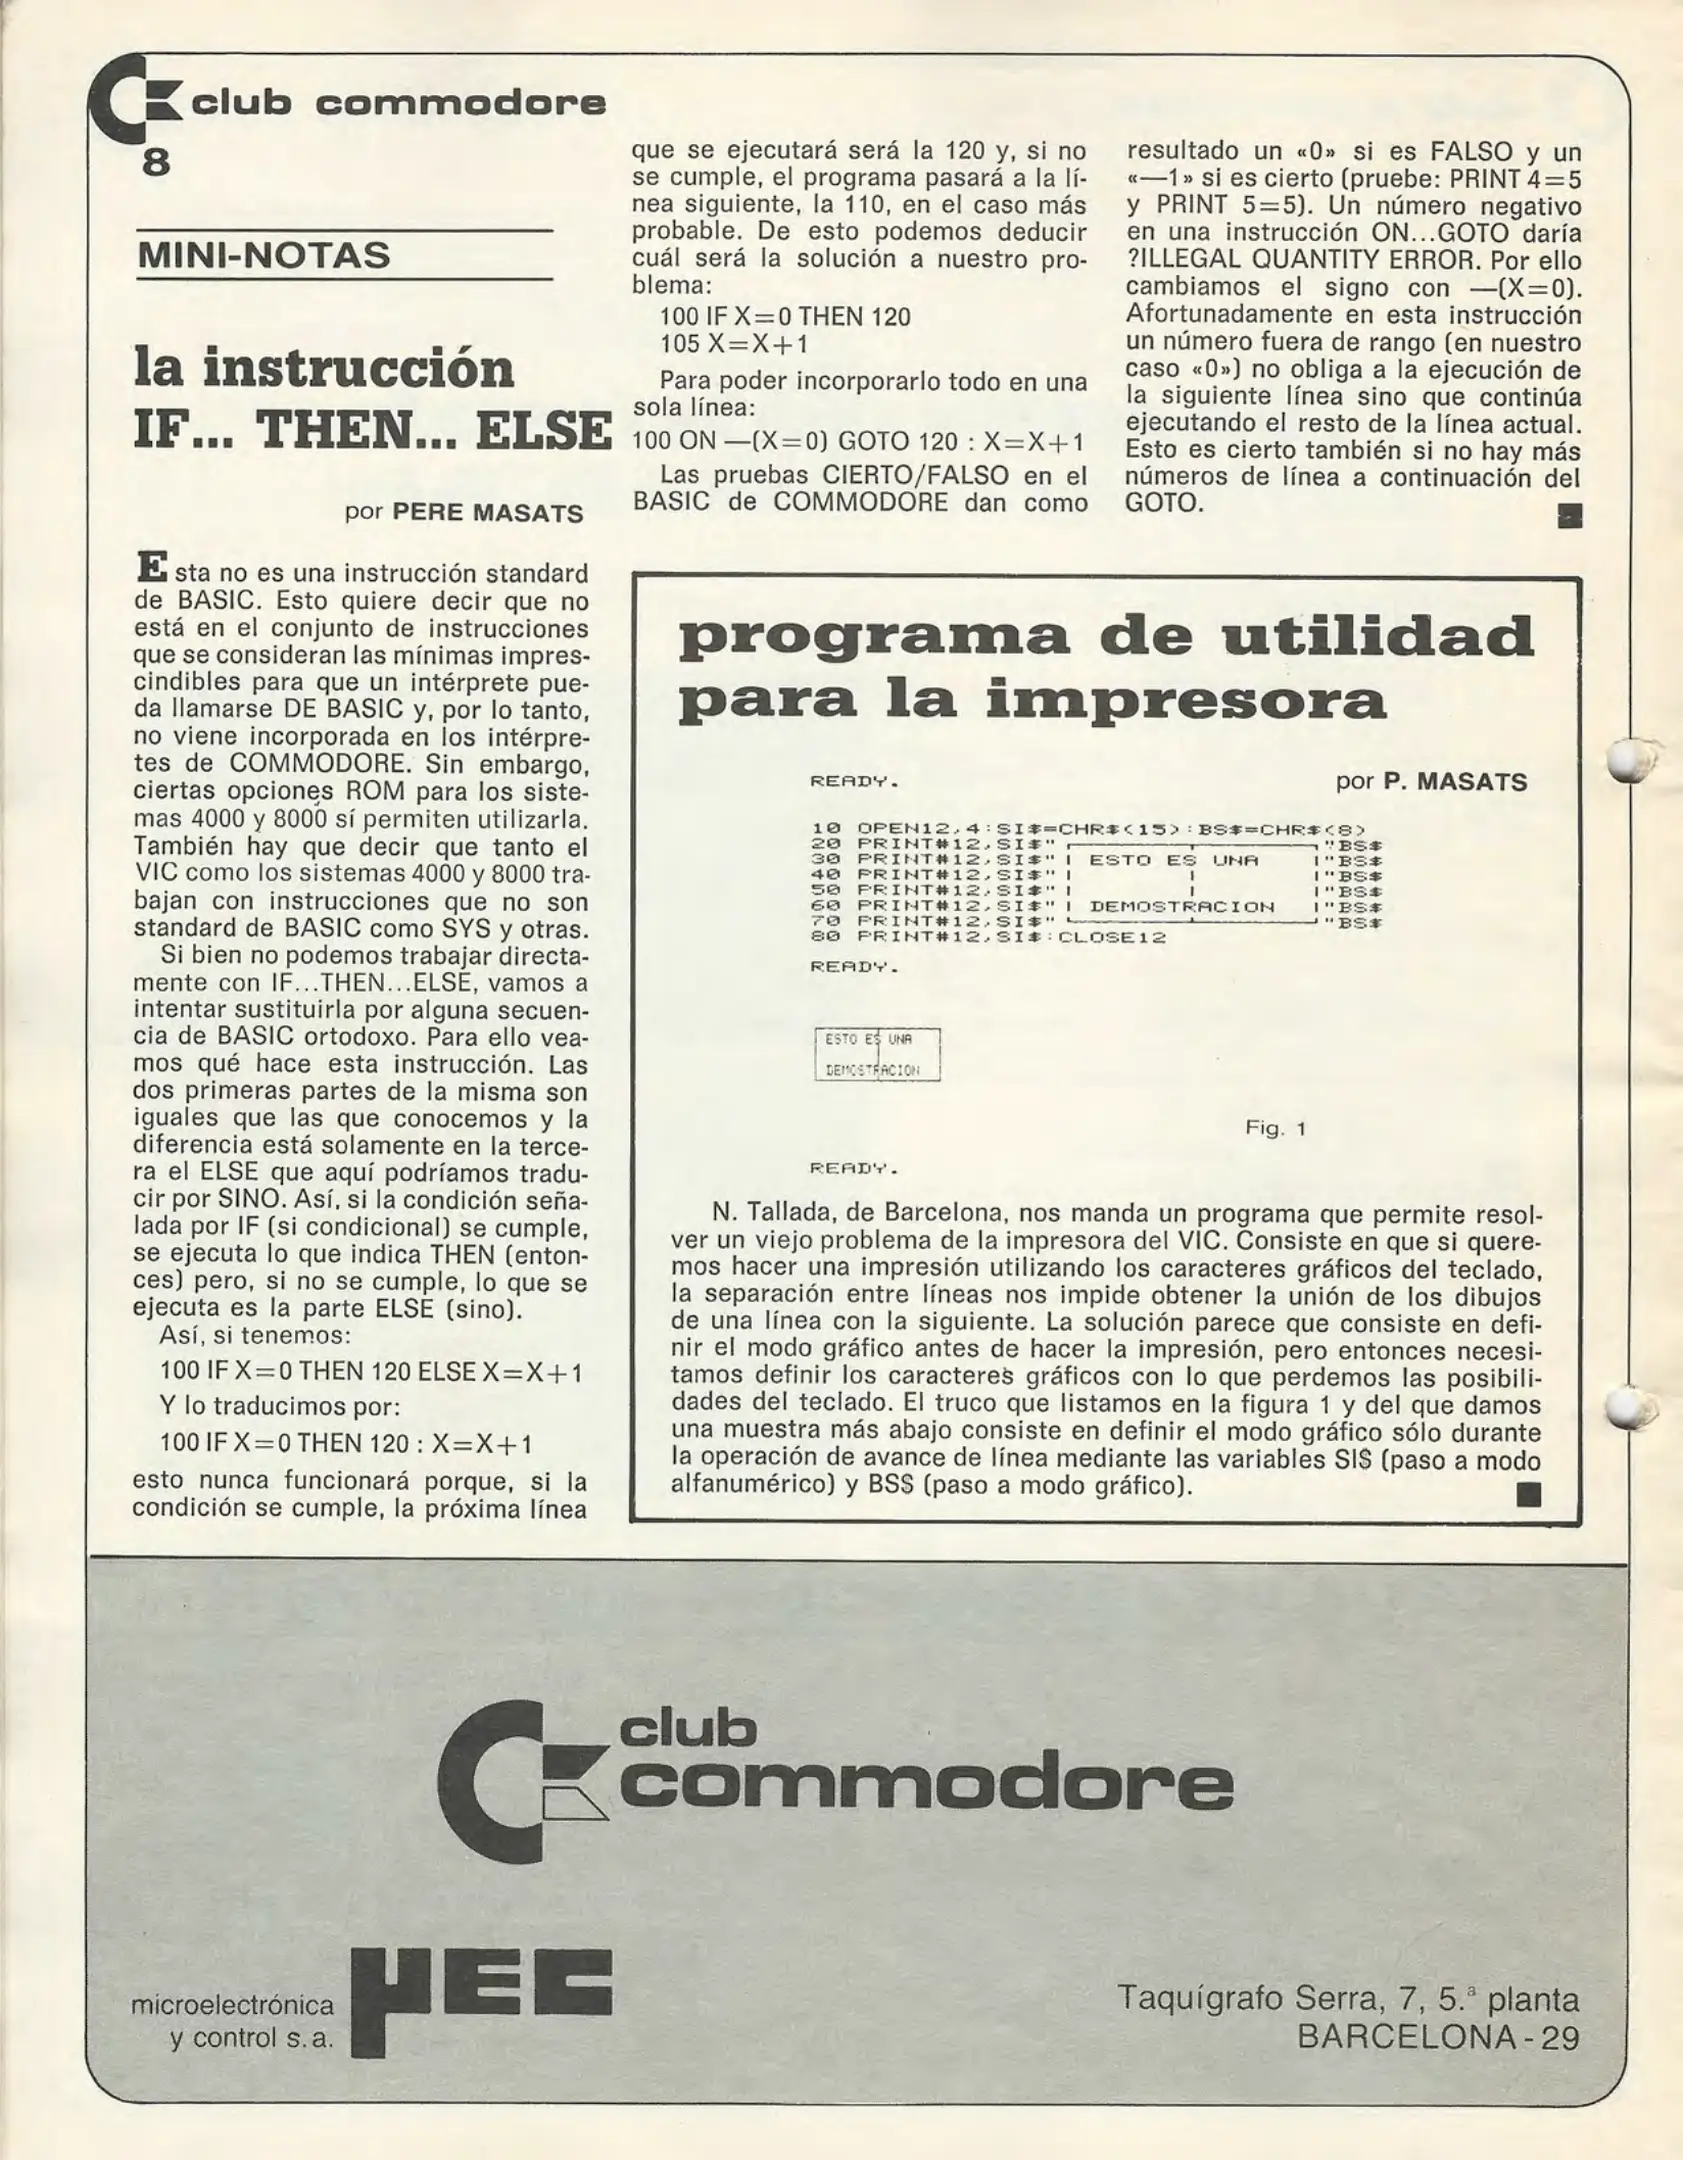 club commodore
8
MINI-NOTAS
la instrucción
IF... THEN... ELSE
por PERE MASATS
Esta no es una instrucción standard
de BASIC. Esto quiere decir que no
está en el conjunto de instrucciones
que se consideran las mínimas impres-
cindibles para que un intérprete pue-
da llamarse DE BASIC y, por lo tanto,
no viene incorporada en los intérpre-
tes de COMMODORE. Sin embargo,
ciertas opciones ROM para los siste-
mas 4000 y 8000 sí permiten utilizarla.
También hay que decir que tanto el
VIC como los sistemas 4000 y 8000 tra-
bajan con instrucciones que no son
standard de BASIC como SYS y otras.
Si bien no podemos trabajar directa-
mente con IF...THEN...ELSE, vamos a
intentar sustituirla por alguna secuen-
cia de BASIC ortodoxo. Para ello vea-
mos qué hace esta instrucción. Las
dos primeras partes de la misma son
iguales que las que conocemos y la
diferencia está solamente en la terce-
ra el ELSE que aquí podríamos tradu-
cir por SINO. Así, si la condición seña-
lada por IF (si condicional) se cumple,
se ejecuta lo que indica THEN (enton-
ces) pero, si no se cumple, lo que se
ejecuta es la parte ELSE (sino).
Así, si tenemos:
100 IF X=0 THEN 120 ELSE X=X+1
Y lo traducimos por:
100 IF X=0 THEN 120 : X=X+1
esto nunca funcionará porque, si la
condición se cumple, la próxima línea
que se ejecutará será la 120 y, si no
se cumple, el programa pasará a la lí-
nea siguiente, la 110, en el caso más
probable. De esto podemos deducir
cuál será la solución a nuestro pro-
blema:
100 IF X=0 THEN 120
105 X=X+1
Para poder incorporarlo todo en una
sola línea:
100 ON —(X=0) GOTO 120 : X=X+1
Las pruebas CIERTO/FALSO en el
BASIC de COMMODORE dan como
resultado un «0» si es FALSO y un
«—1» si es cierto (pruebe: PRINT 4=5
y PRINT 5=5). Un número negativo
en una instrucción ON...GOTO daría
?ILLEGAL QUANTITY ERROR. Por ello
cambiamos el signo con —(X=0).
Afortunadamente en esta instrucción
un número fuera de rango (en nuestro
caso «0») no obliga a la ejecución de
la siguiente línea sino que continúa
ejecutando el resto de la línea actual.
Esto es cierto también si no hay más
números de línea a continuación del
GOTO.
programa de utilidad
para la impresora
por P. MASATS
READY.
10 OPEN12,4:SI$=CHR$(15):BS$=CHR$(8)
20 PRINT#12,SI$" ┌───────┬───────┐"BS$
30 PRINT#12,SI$" | ESTO ES UNA |"BS$
40 PRINT#12,SI$" | | |"BS$
50 PRINT#12,SI$" | | |"BS$
60 PRINT#12,SI$" | DEMOSTRACION |"BS$
70 PRINT#12,SI$" └───────┴───────┘"BS$
80 PRINT#12,SI$:CLOSE12
READY.
ESTO ES UNA
DEMOSTRACION
Fig. 1
READY.
N. Tallada, de Barcelona, nos manda un programa que permite resol-
ver un viejo problema de la impresora del VIC. Consiste en que si quere-
mos hacer una impresión utilizando los caracteres gráficos del teclado,
la separación entre líneas nos impide obtener la unión de los dibujos
de una línea con la siguiente. La solución parece que consiste en defi-
nir el modo gráfico antes de hacer la impresión, pero entonces necesi-
tamos definir los caracteres gráficos con lo que perdemos las posibili-
dades del teclado. El truco que listamos en la figura 1 y del que damos
una muestra más abajo consiste en definir el modo gráfico sólo durante
la operación de avance de línea mediante las variables SI$ (paso a modo
alfanumérico) y BS$ (paso a modo gráfico).
club
commodore
microelectrónica
y control s.a.
μEC
Taquígrafo Serra, 7, 5.ª planta
BARCELONA - 29